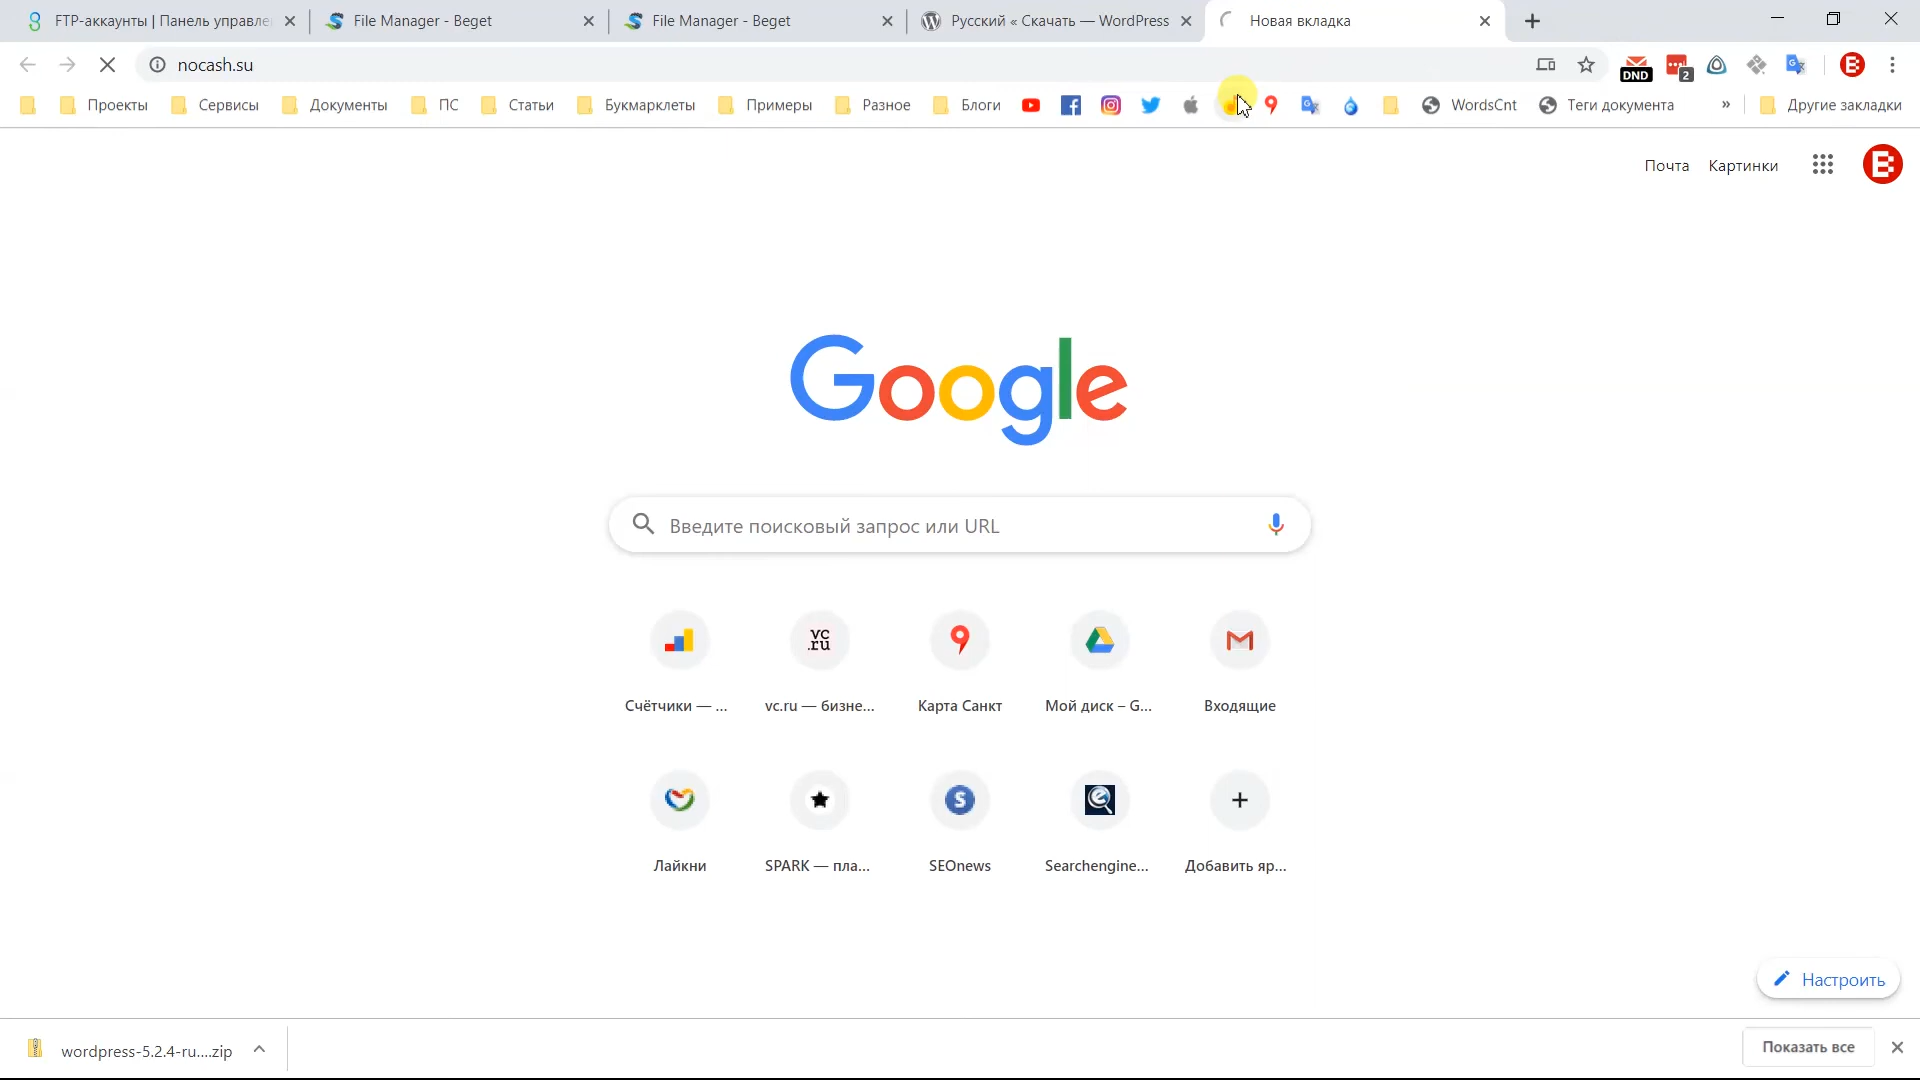 FTP-аккаунты | Панель управле
File Manager - Beget
File Manager - Beget
Русский « Скачать — WordPress
Новая вкладка
nocash.su
DND
2
Проекты
Сервисы
Документы
ПС
Статьи
Букмарклеты
Примеры
Разное
Блоги
WordsCnt
Теги документа
»
Другие закладки
Почта
Картинки
Google
Введите поисковый запрос или URL
vc
.ru
Счётчики — ...
vc.ru — бизне...
Карта Санкт
Мой диск – G...
Входящие
Лайкни
SPARK — пла...
SEOnews
Searchengine...
Добавить яр...
Настроить
wordpress-5.2.4-ru....zip
Показать все